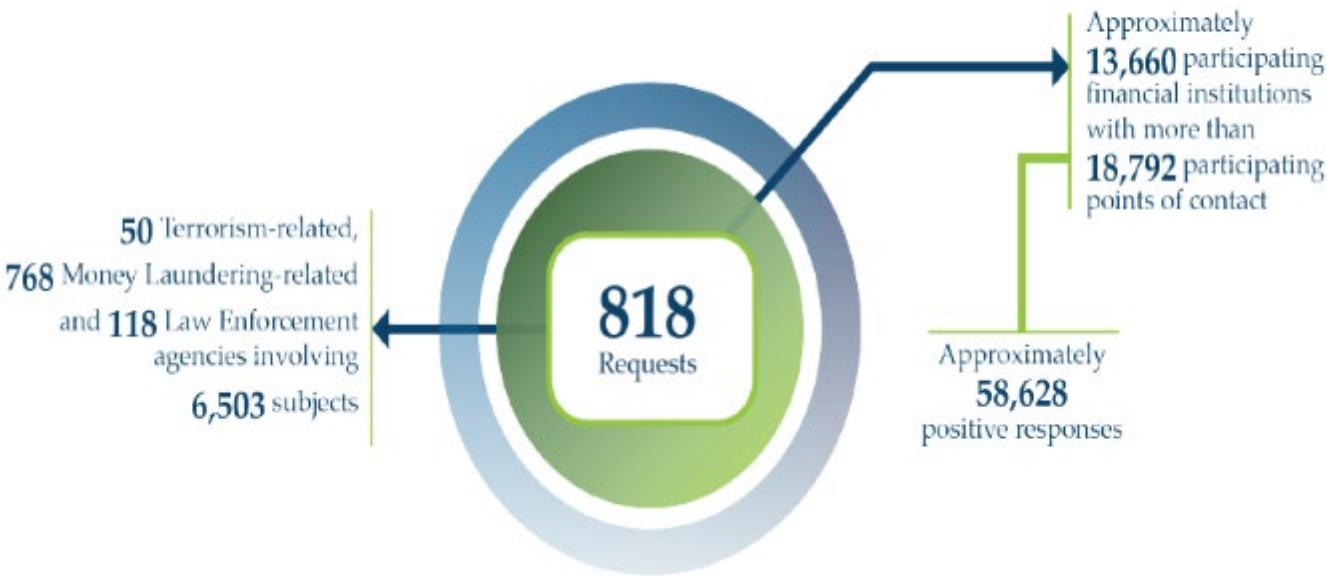 50 Terrorism-related,
768 Money Laundering-related
and 118 Law Enforcement
agencies involving
6,503 subjects
818
Requests
Approximately
13,660 participating
financial institutions
with more than
18,792 participating
points of contact
Approximately
58,628
positive responses